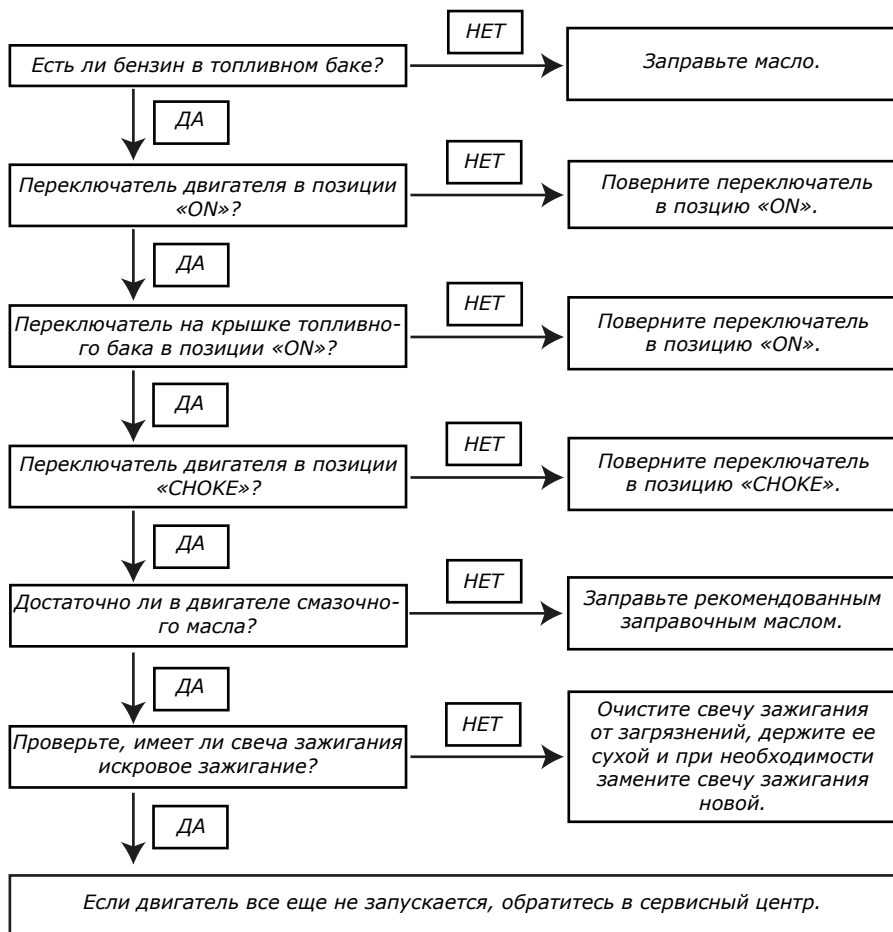 НЕТ
Есть ли бензин в топливном баке?
Заправьте масло.
ДА
НЕТ
Переключатель двигателя в позиции
«ON»?
Поверните переключатель
в позцию «ON».
ДА
НЕТ
Переключатель на крышке топливно-
го бака в позиции «ON»?
Поверните переключатель
в позицию «ON».
ДА
НЕТ
Переключатель двигателя в позиции
«CHOKE»?
Поверните переключатель
в позицию «CHOKE».
ДА
НЕТ
Достаточно ли в двигателе смазочно-
го масла?
Заправьте рекомендованным
заправочным маслом.
ДА
НЕТ
Проверьте, имеет ли свеча зажигания
искровое зажигание?
Очистите свечу зажигания
от загрязнений, держите ее
сухой и при необходимости
замените свечу зажигания
новой.
ДА
Если двигатель все еще не запускается, обратитесь в сервисный центр.